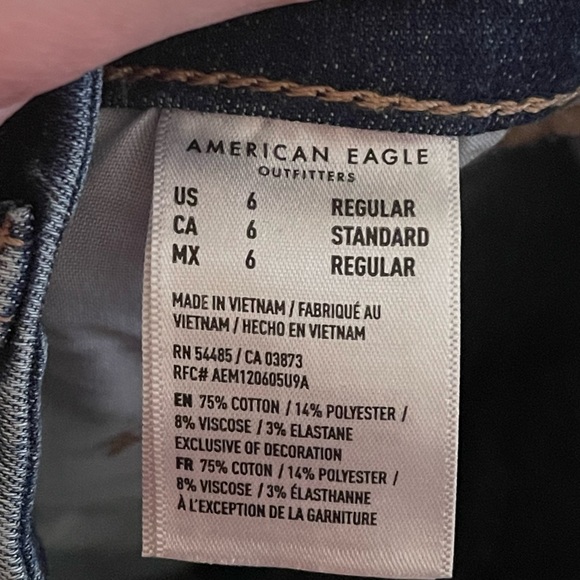 AMERICAN EAGLE
OUTFITTERS
US 6 REGULAR
CA 6 STANDARD
MX 6 REGULAR
MADE IN VIETNAM / FABRIQUÉ AU
VIETNAM / HECHO EN VIETNAM
RN 54485 / CA 03873
RFC# AEM120605U9A
EN 75% COTTON / 14% POLYESTER /
8% VISCOSE / 3% ELASTANE
EXCLUSIVE OF DECORATION
FR 75% COTON / 14% POLYESTER /
8% VISCOSE / 3% ÉLASTHANNE
À L'EXCEPTION DE LA GARNITURE